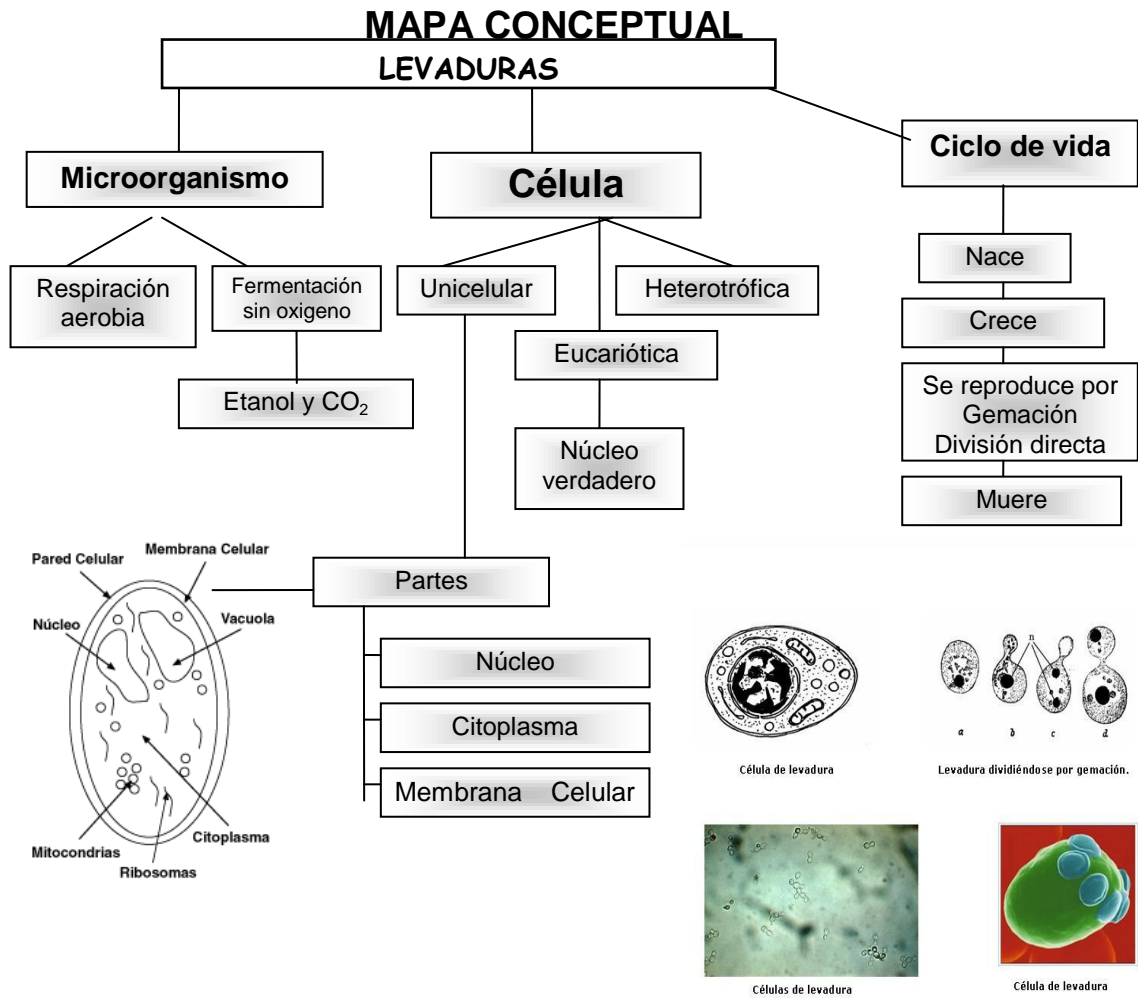 MAPA CONCEPTUAL
LEVADURAS
Microorganismo
Célula
Ciclo de vida
Respiración
aerobia
Fermentación
sin oxigeno
Etanol y CO₂
Unicelular
Heterotrófica
Eucariótica
Núcleo
verdadero
Nace
Crece
Se reproduce por
Gemación
División directa
Muere
Partes
Núcleo
Citoplasma
Membrana Celular
Pared Celular
Membrana Celular
Núcleo
Vacuola
Citoplasma
Mitocondrias
Ribosomas
Célula de levadura
n
a b c d
Levadura dividiéndose por gemación.
Células de levadura
Célula de levadura